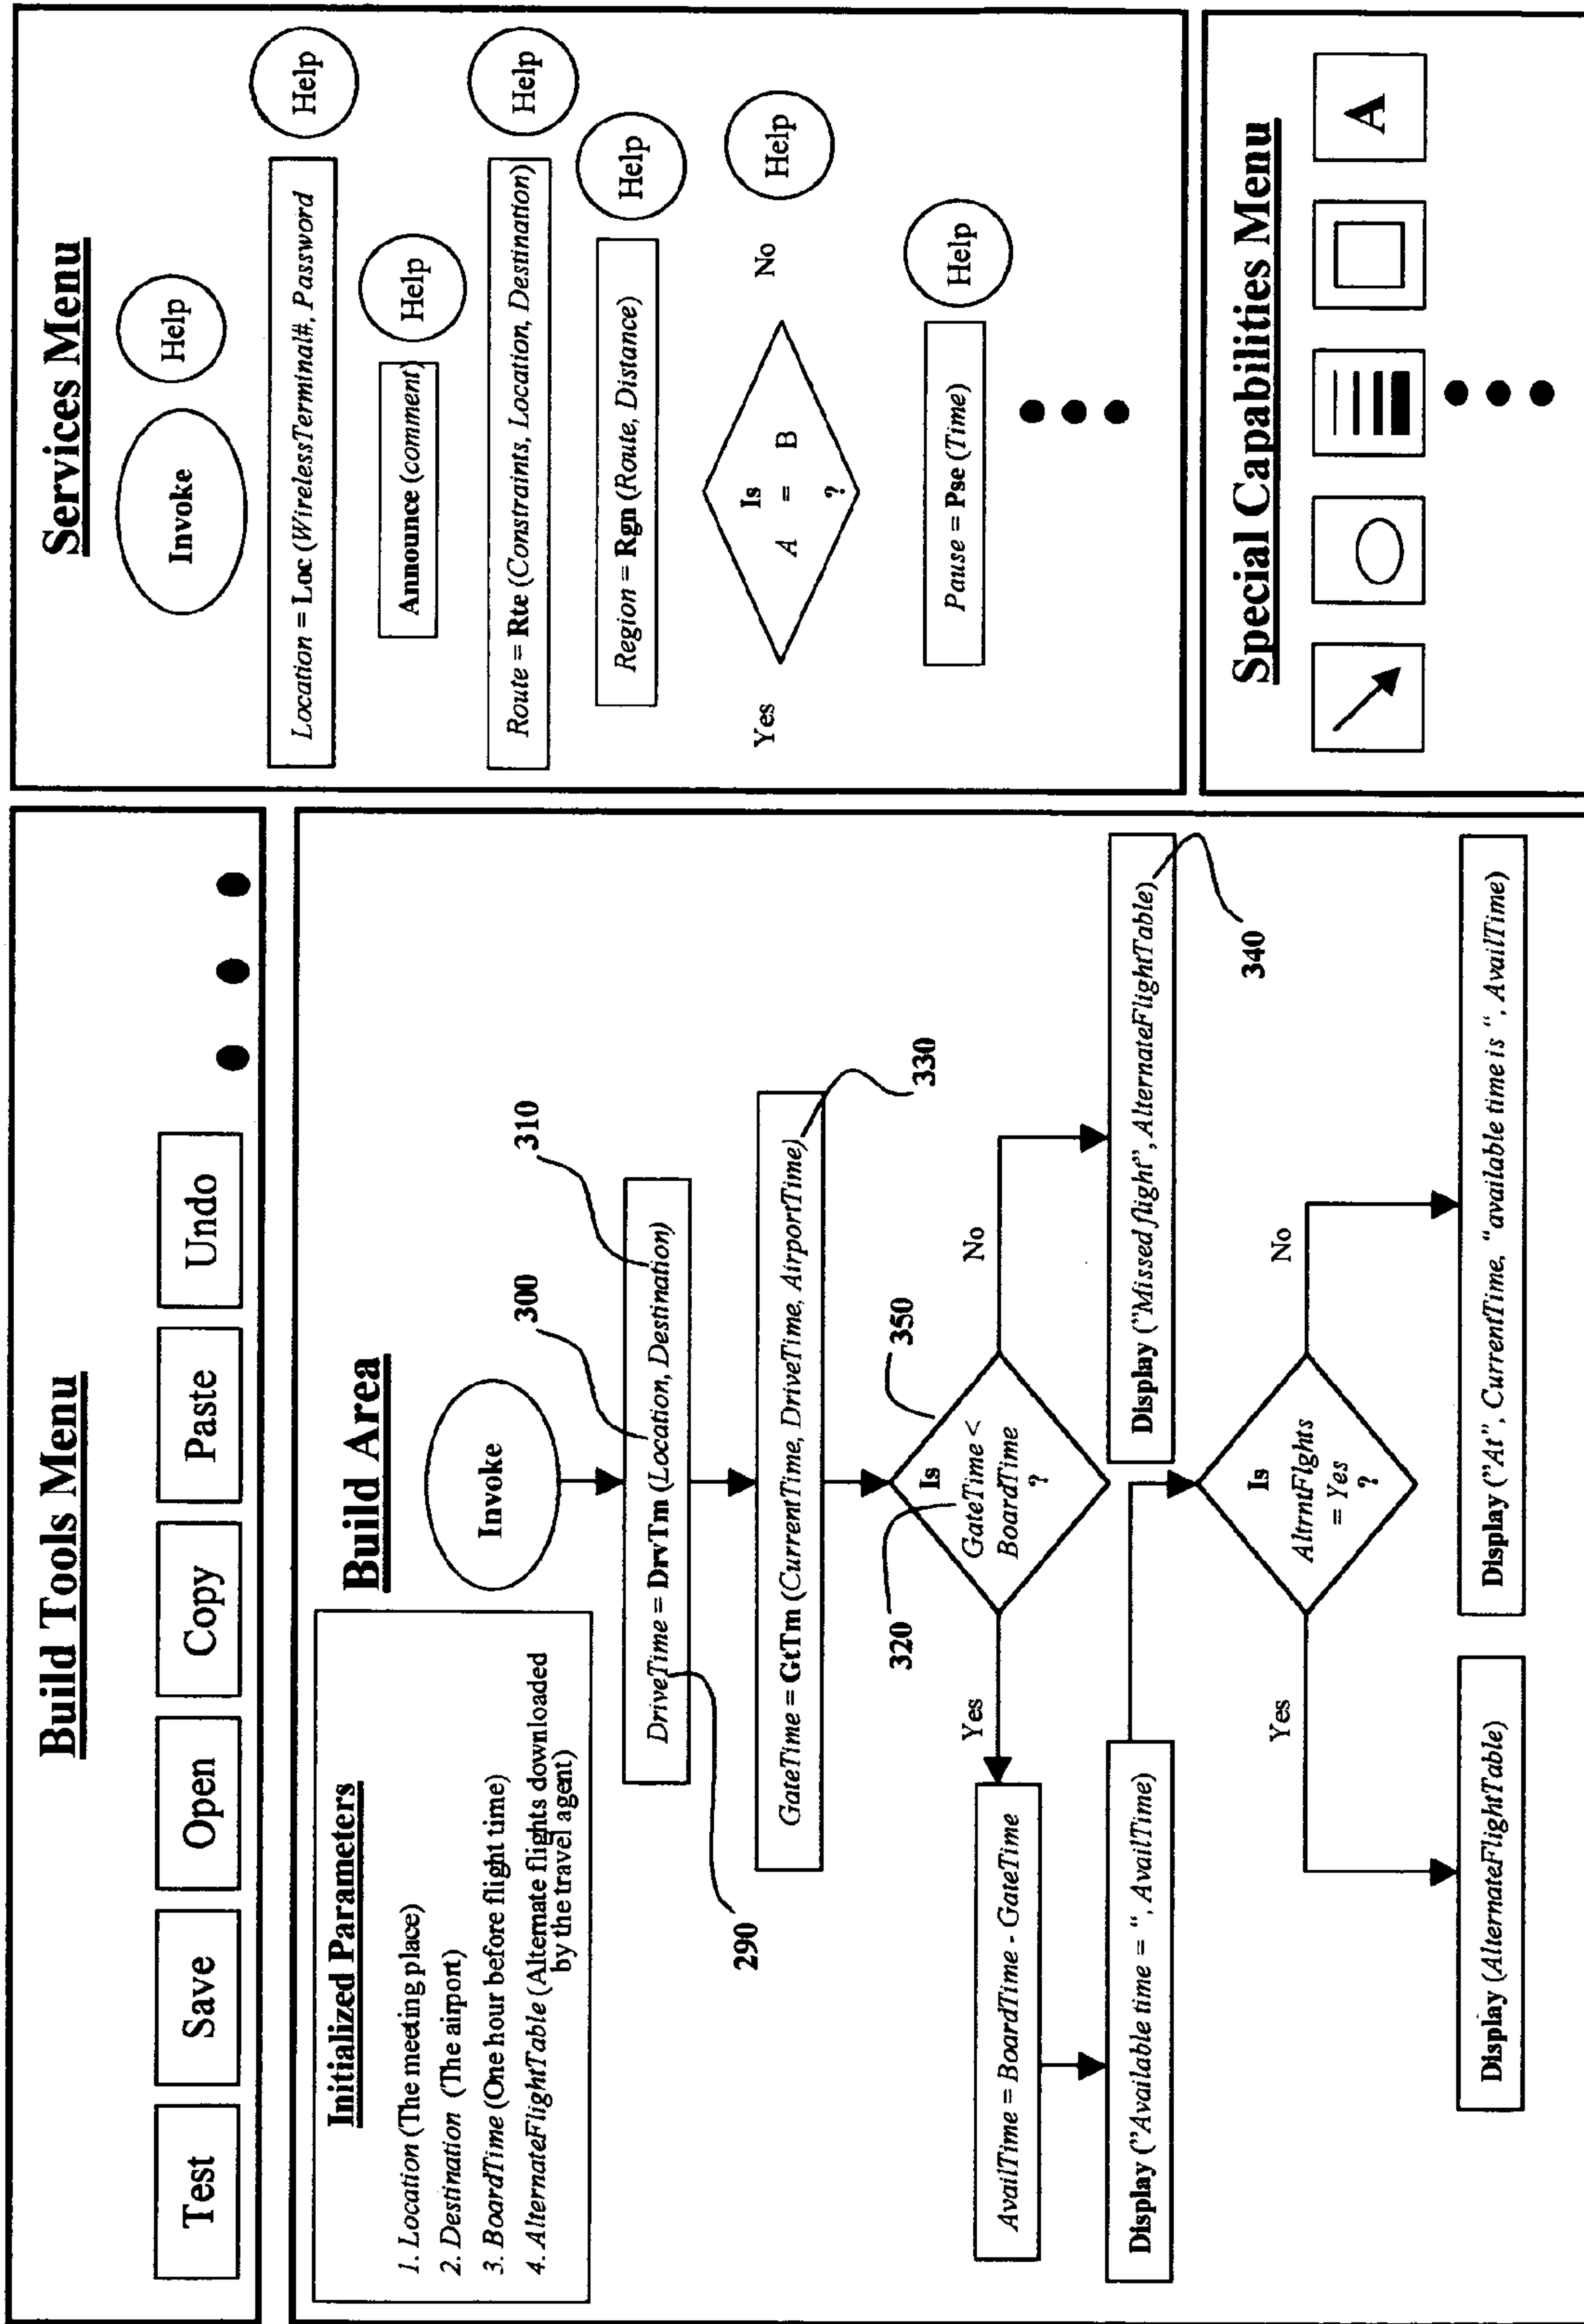 Build Tools Menu
Test
Save
Open
Copy
Paste
Undo
Build Area
Initialized Parameters
1. Location (The meeting place)
2. Destination (The airport)
3. BoardTime (One hour before flight time)
4. AlternateFlightTable (Alternate flights downloaded
by the travel agent)
Invoke
300
310
DriveTime = DrvTm (Location, Destination)
290
GateTime = GtTm (CurrentTime, DriveTime, AirportTime)
330
320
350
Is
GateTime <
BoardTime
?
Yes
No
AvailTime = BoardTime - GateTime
Display ("Missed flight", AlternateFlightTable)
340
Display ("Available time = “, AvailTime)
Is
AltrntFlghts
= Yes
?
Yes
No
Display (AlternateFlightTable)
Display ("At", CurrentTime, “available time is “, AvailTime)
Services Menu
Invoke
Help
Location = Loc (WirelessTerminal#, Password
Help
Announce (comment)
Help
Route = Rte (Constraints, Location, Destination)
Help
Region = Rgn (Route, Distance)
Help
Yes
Is
A = B
?
No
Help
Pause = Pse (Time)
Help
Special Capabilities Menu
A